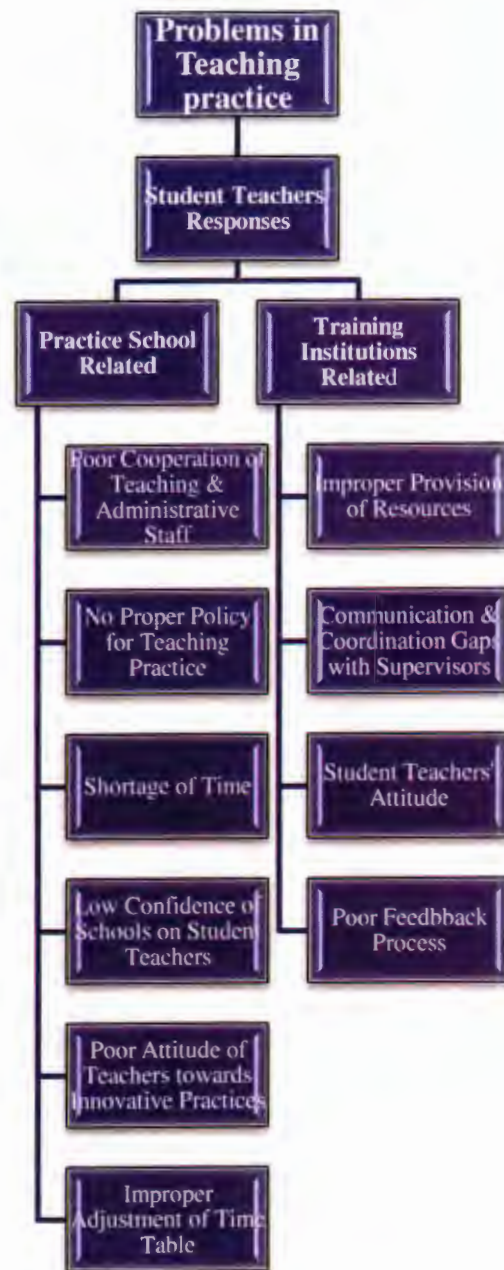 Problems in
Teaching
practice
Student Teachers'
Responses
Practice School
Related
Training
Institutions
Related
Poor Cooperation of
Teaching &
Administrative
Staff
No Proper Policy
for Teaching
Practice
Shortage of Time
Low Confidence of
Schools on Student
Teachers
Poor Attitude of
Teachers towards
Innovative Practices
Improper
Adjustment of Time
Table
Improper Provision
of Resources
Communication &
Coordination Gaps
with Supervisors
Student Teachers'
Attitude
Poor Feedbback
Process